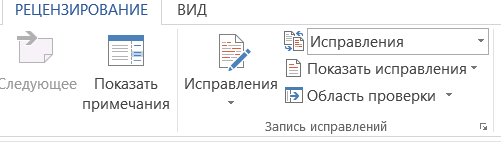 РЕЦЕНЗИРОВАНИЕ ВИД
Следующее
Показать примечания
Исправления
Исправления
Показать исправления
Область проверки
Запись исправлений